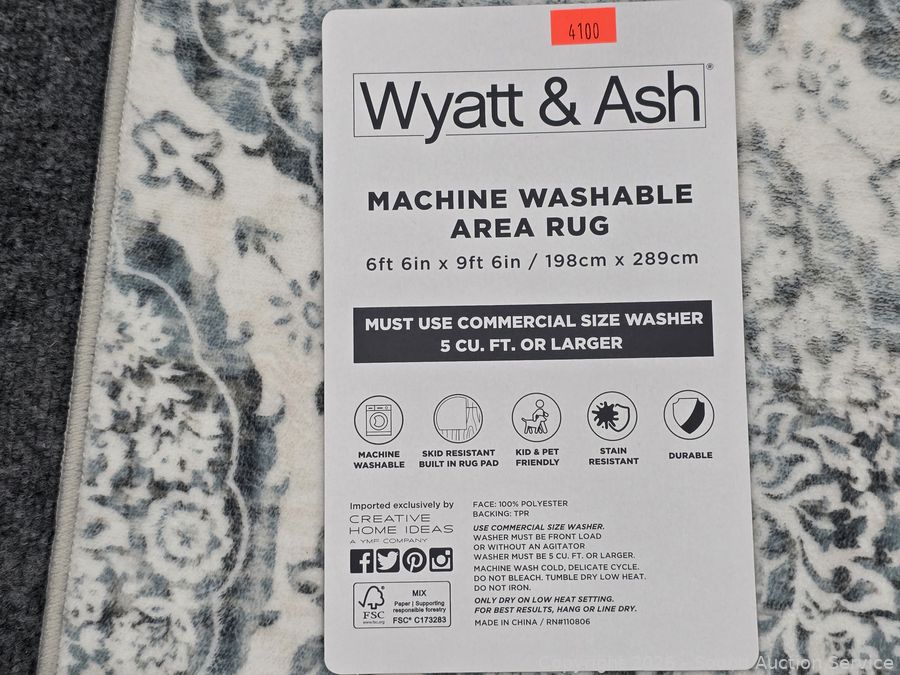 4100
Wyatt & Ash®
MACHINE WASHABLE
AREA RUG
6ft 6in x 9ft 6in / 198cm x 289cm
MUST USE COMMERCIAL SIZE WASHER
5 CU. FT. OR LARGER
MACHINE
WASHABLE
SKID RESISTANT
BUILT IN RUG PAD
KID & PET
FRIENDLY
STAIN
RESISTANT
DURABLE
Imported exclusively by
CREATIVE
HOME IDEAS
A YMF COMPANY
FSC
www.fsc.org
MIX
Paper | Supporting
responsible forestry
FSC® C173283
FACE: 100% POLYESTER
BACKING: TPR
USE COMMERCIAL SIZE WASHER.
WASHER MUST BE FRONT LOAD
OR WITHOUT AN AGITATOR
WASHER MUST BE 5 CU. FT. OR LARGER.
MACHINE WASH COLD, DELICATE CYCLE.
DO NOT BLEACH. TUMBLE DRY LOW HEAT.
DO NOT IRON.
ONLY DRY ON LOW HEAT SETTING.
FOR BEST RESULTS, HANG OR LINE DRY.
MADE IN CHINA / RN#110806
Copyright Auction Service